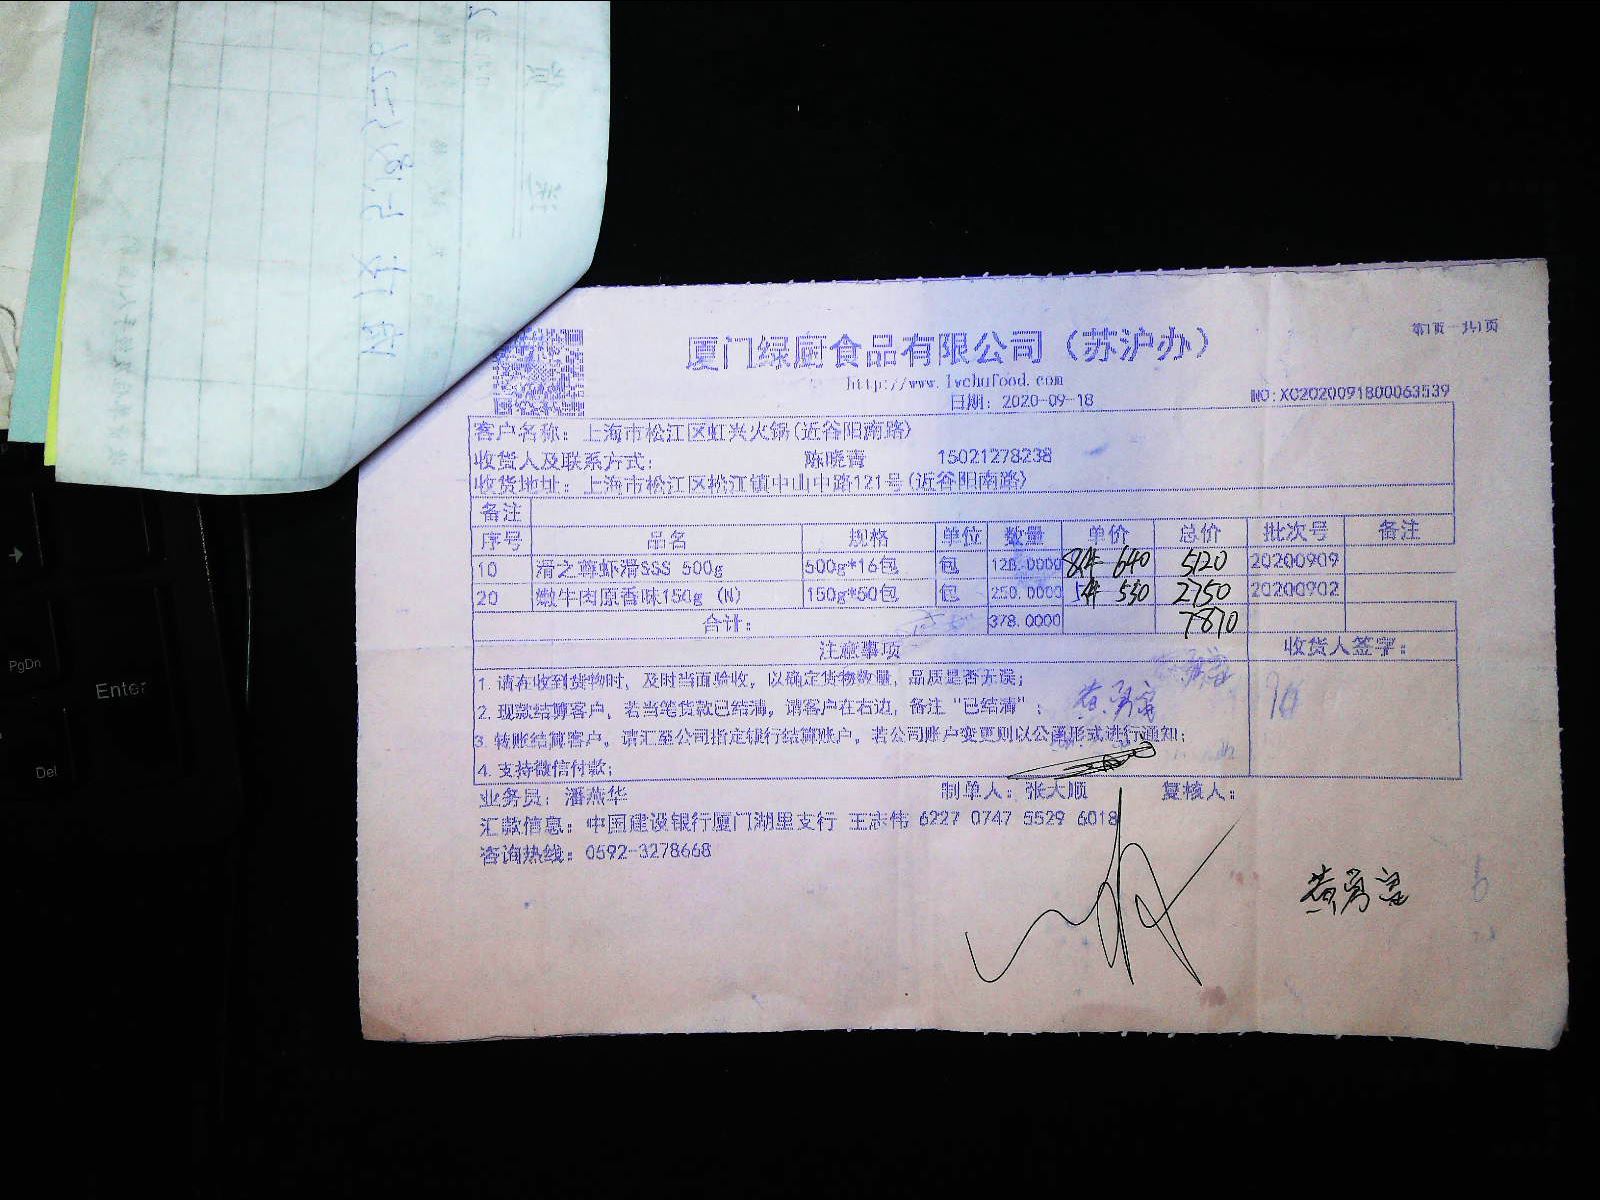 厦门绿厨食品有限公司（苏沪办）
第1页-共1页
http://www.lwchufood.com
日期：2020-09-18
NO:XC2020091800063539
客户名称：上海市松江区虹兴火锅(近谷阳南路)
收货人及联系方式： 陈晓青 15021278238
收货地址：上海市松江区松江镇中山中路121号(近谷阳南路)
备注
序号 品名 规格 单位 数量 单价 总价 批次号 备注
10 滑之尊虾滑SSS 500g 500g*16包 包 128.0000 8件 640 5120 20200909
20 嫩牛肉原香味150g (N) 150g*50包 包 250.0000 5件 550 2750 20200902
合计： 378.0000 7870
注意事项 收货人签字：
1. 请在收到货物时，及时当面验收，以确定货物数量，品质是否无误；
2. 现款结算客户，若当笔货款已结清，请客户在右边，备注“已结清”；
3. 转账结算客户，请汇至公司指定银行结算账户，若公司账户变更则以公函形式进行通知；
4. 支持微信付款；
业务员：潘燕华 制单人：张大顺 复核人：
汇款信息：中国建设银行厦门湖里支行 王志伟 6227 0747 5529 6018
咨询热线：0592-3278668
PgDn
Enter
Del